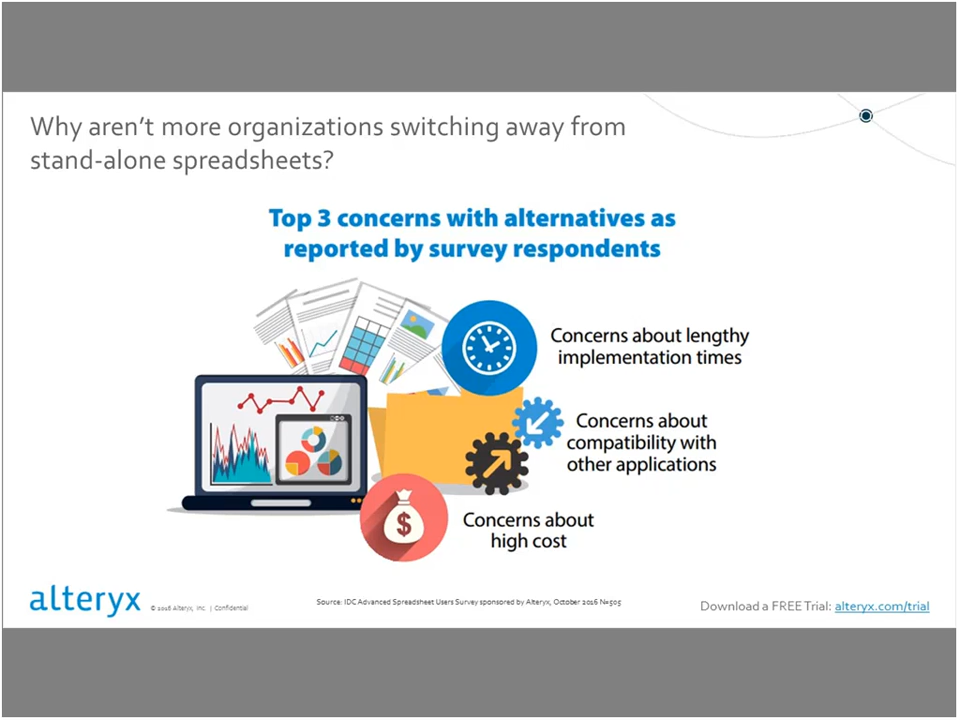 Why aren't more organizations switching away from
stand-alone spreadsheets?
Top 3 concerns with alternatives as
reported by survey respondents
Concerns about lengthy
implementation times
Concerns about
compatibility with
other applications
$
Concerns about
high cost
alteryx
© 2016 Alteryx, Inc. | Confidential
Source: IDC Advanced Spreadsheet Users Survey sponsored by Alteryx, October 2016 N=505
Download a FREE Trial: alteryx.com/trial